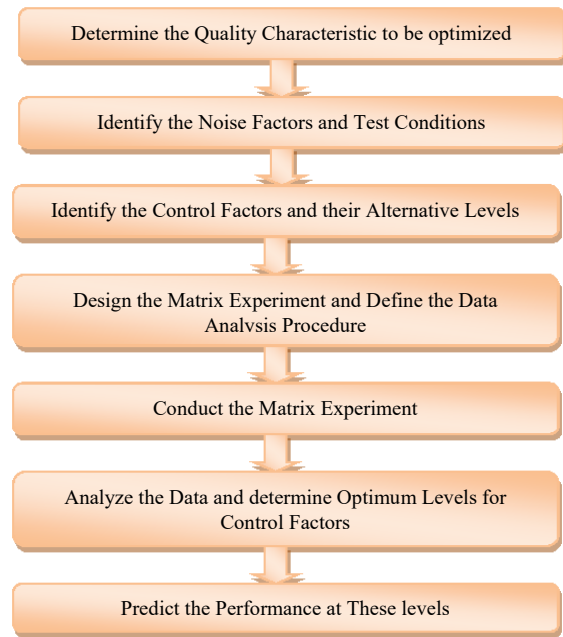 Determine the Quality Characteristic to be optimized
Identify the Noise Factors and Test Conditions
Identify the Control Factors and their Alternative Levels
Design the Matrix Experiment and Define the Data
Analysis Procedure
Conduct the Matrix Experiment
Analyze the Data and determine Optimum Levels for
Control Factors
Predict the Performance at These levels